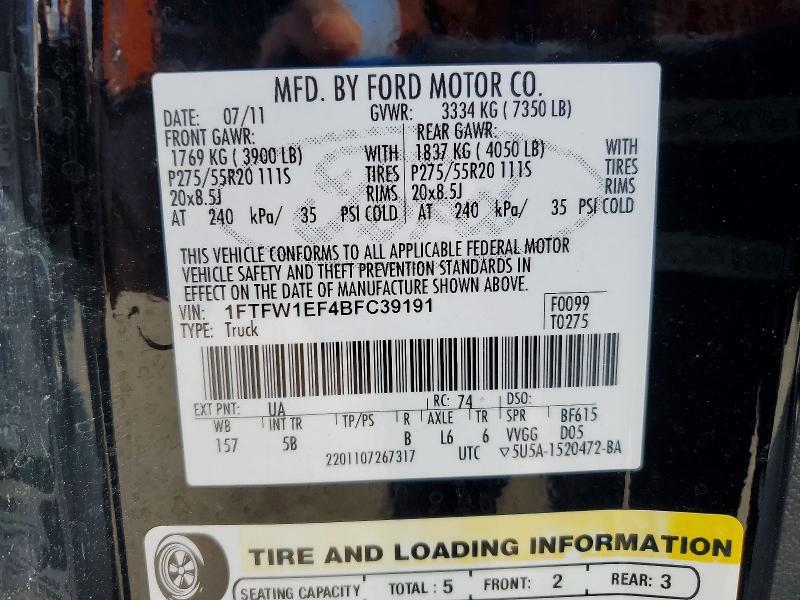 MFD. BY FORD MOTOR CO.
DATE: 07/11 GVWR: 3334 KG ( 7350 LB)
FRONT GAWR: REAR GAWR:
1769 KG ( 3900 LB) WITH 1837 KG ( 4050 LB) WITH
P275/55R20 111S TIRES P275/55R20 111S TIRES
20x8.5J RIMS 20x8.5J RIMS
AT 240 kPa/ 35 PSI COLD AT 240 kPa/ 35 PSI COLD
Ford
THIS VEHICLE CONFORMS TO ALL APPLICABLE FEDERAL MOTOR
VEHICLE SAFETY AND THEFT PREVENTION STANDARDS IN
EFFECT ON THE DATE OF MANUFACTURE SHOWN ABOVE.
VIN: 1FTFW1EF4BFC39191 F0099
TYPE: Truck T0275
EXT PNT: UA RC: 74 DSO:
WB INT TR TP/PS R AXLE TR SPR BF615
157 5B B L6 6 VVGG D05
2201107267317 UTC ▽5U5A-1520472-BA
TIRE AND LOADING INFORMATION
SEATING CAPACITY TOTAL : 5 FRONT: 2 REAR: 3